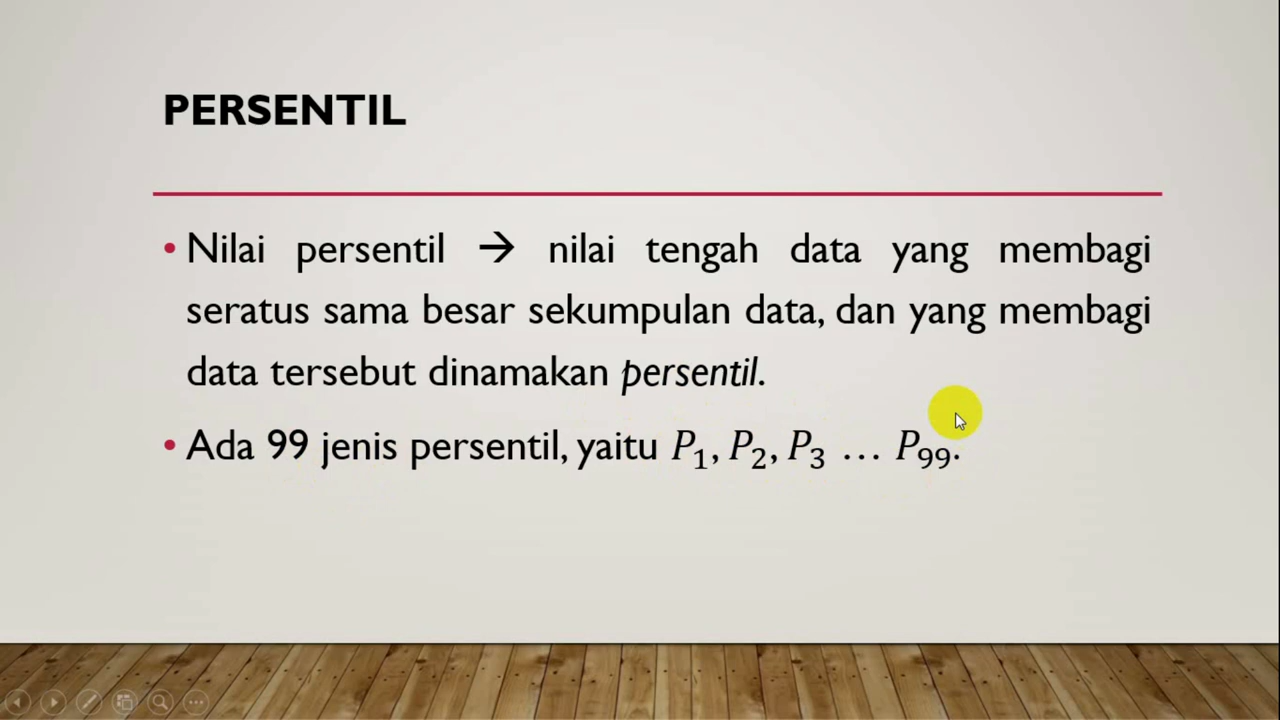 PERSENTIL
• Nilai persentil → nilai tengah data yang membagi
seratus sama besar sekumpulan data, dan yang membagi
data tersebut dinamakan persentil.
• Ada 99 jenis persentil, yaitu P₁, P₂, P₃ … P₉₉.